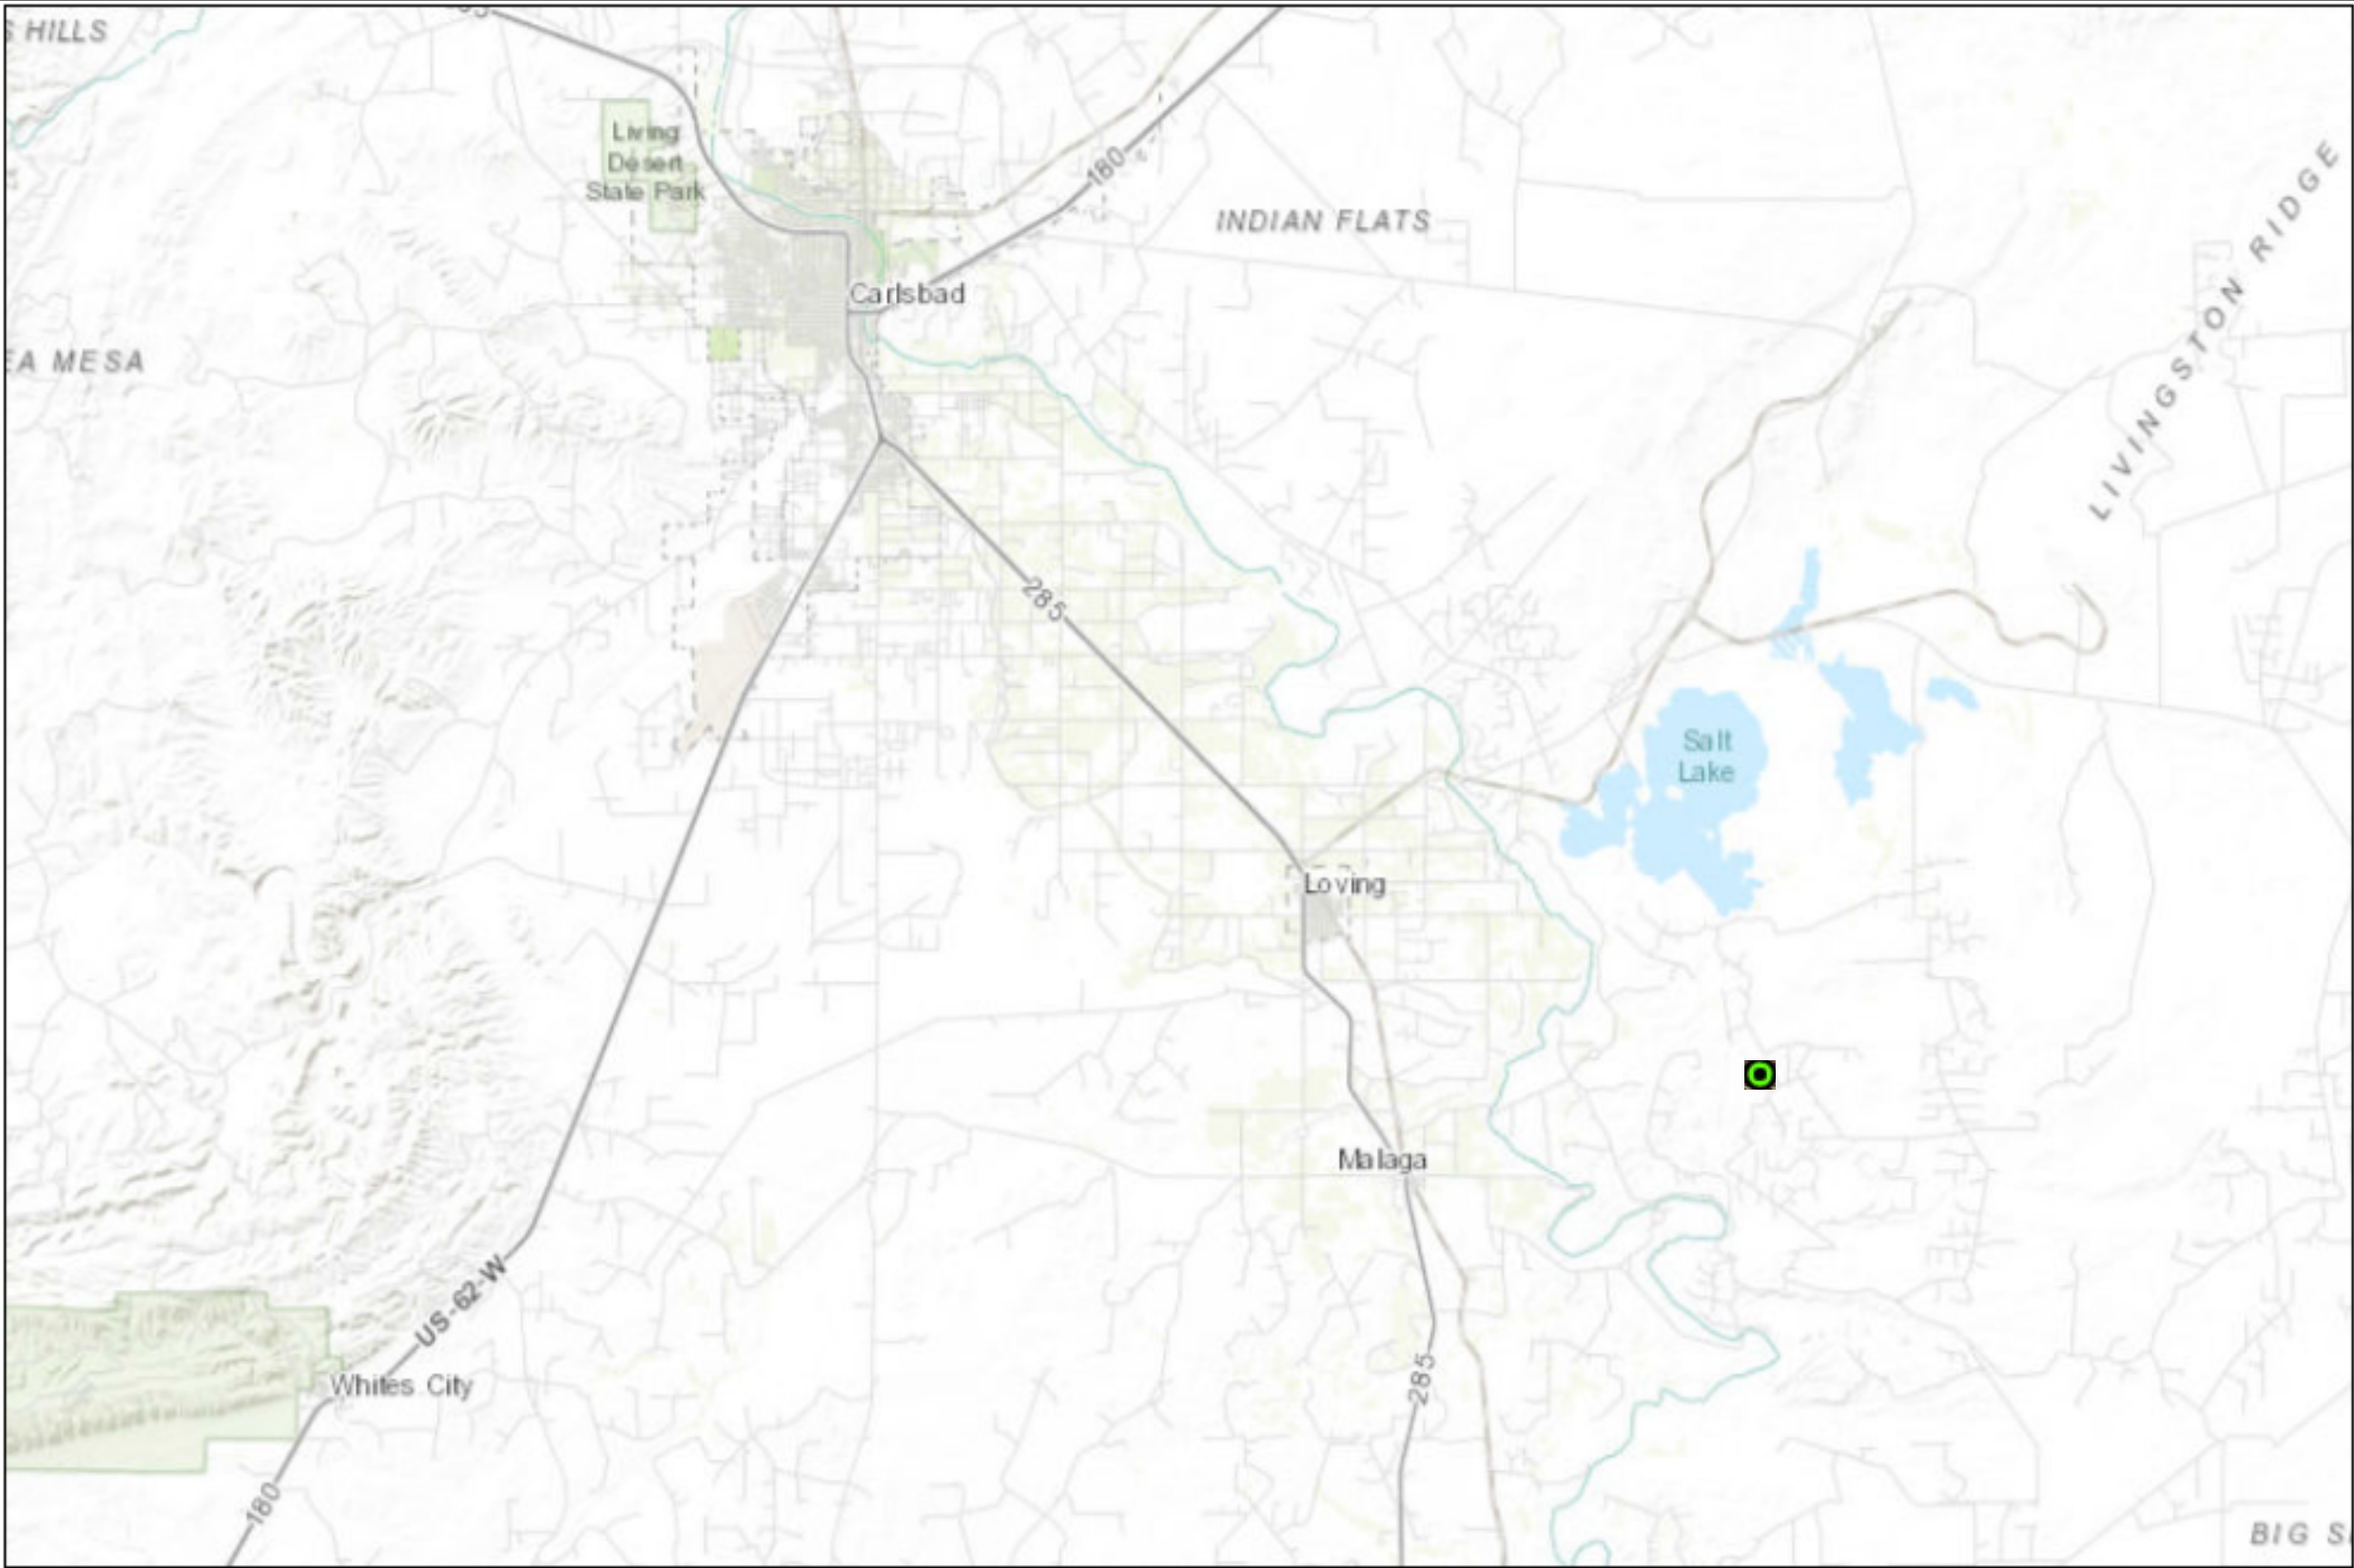 S HILLS
Living
Desert
State Park
180
INDIAN FLATS
LIVINGSTON RIDGE
Carlsbad
EA MESA
285
Salt
Lake
Loving
Malaga
US-62-W
Whites City
285
180
BIG S